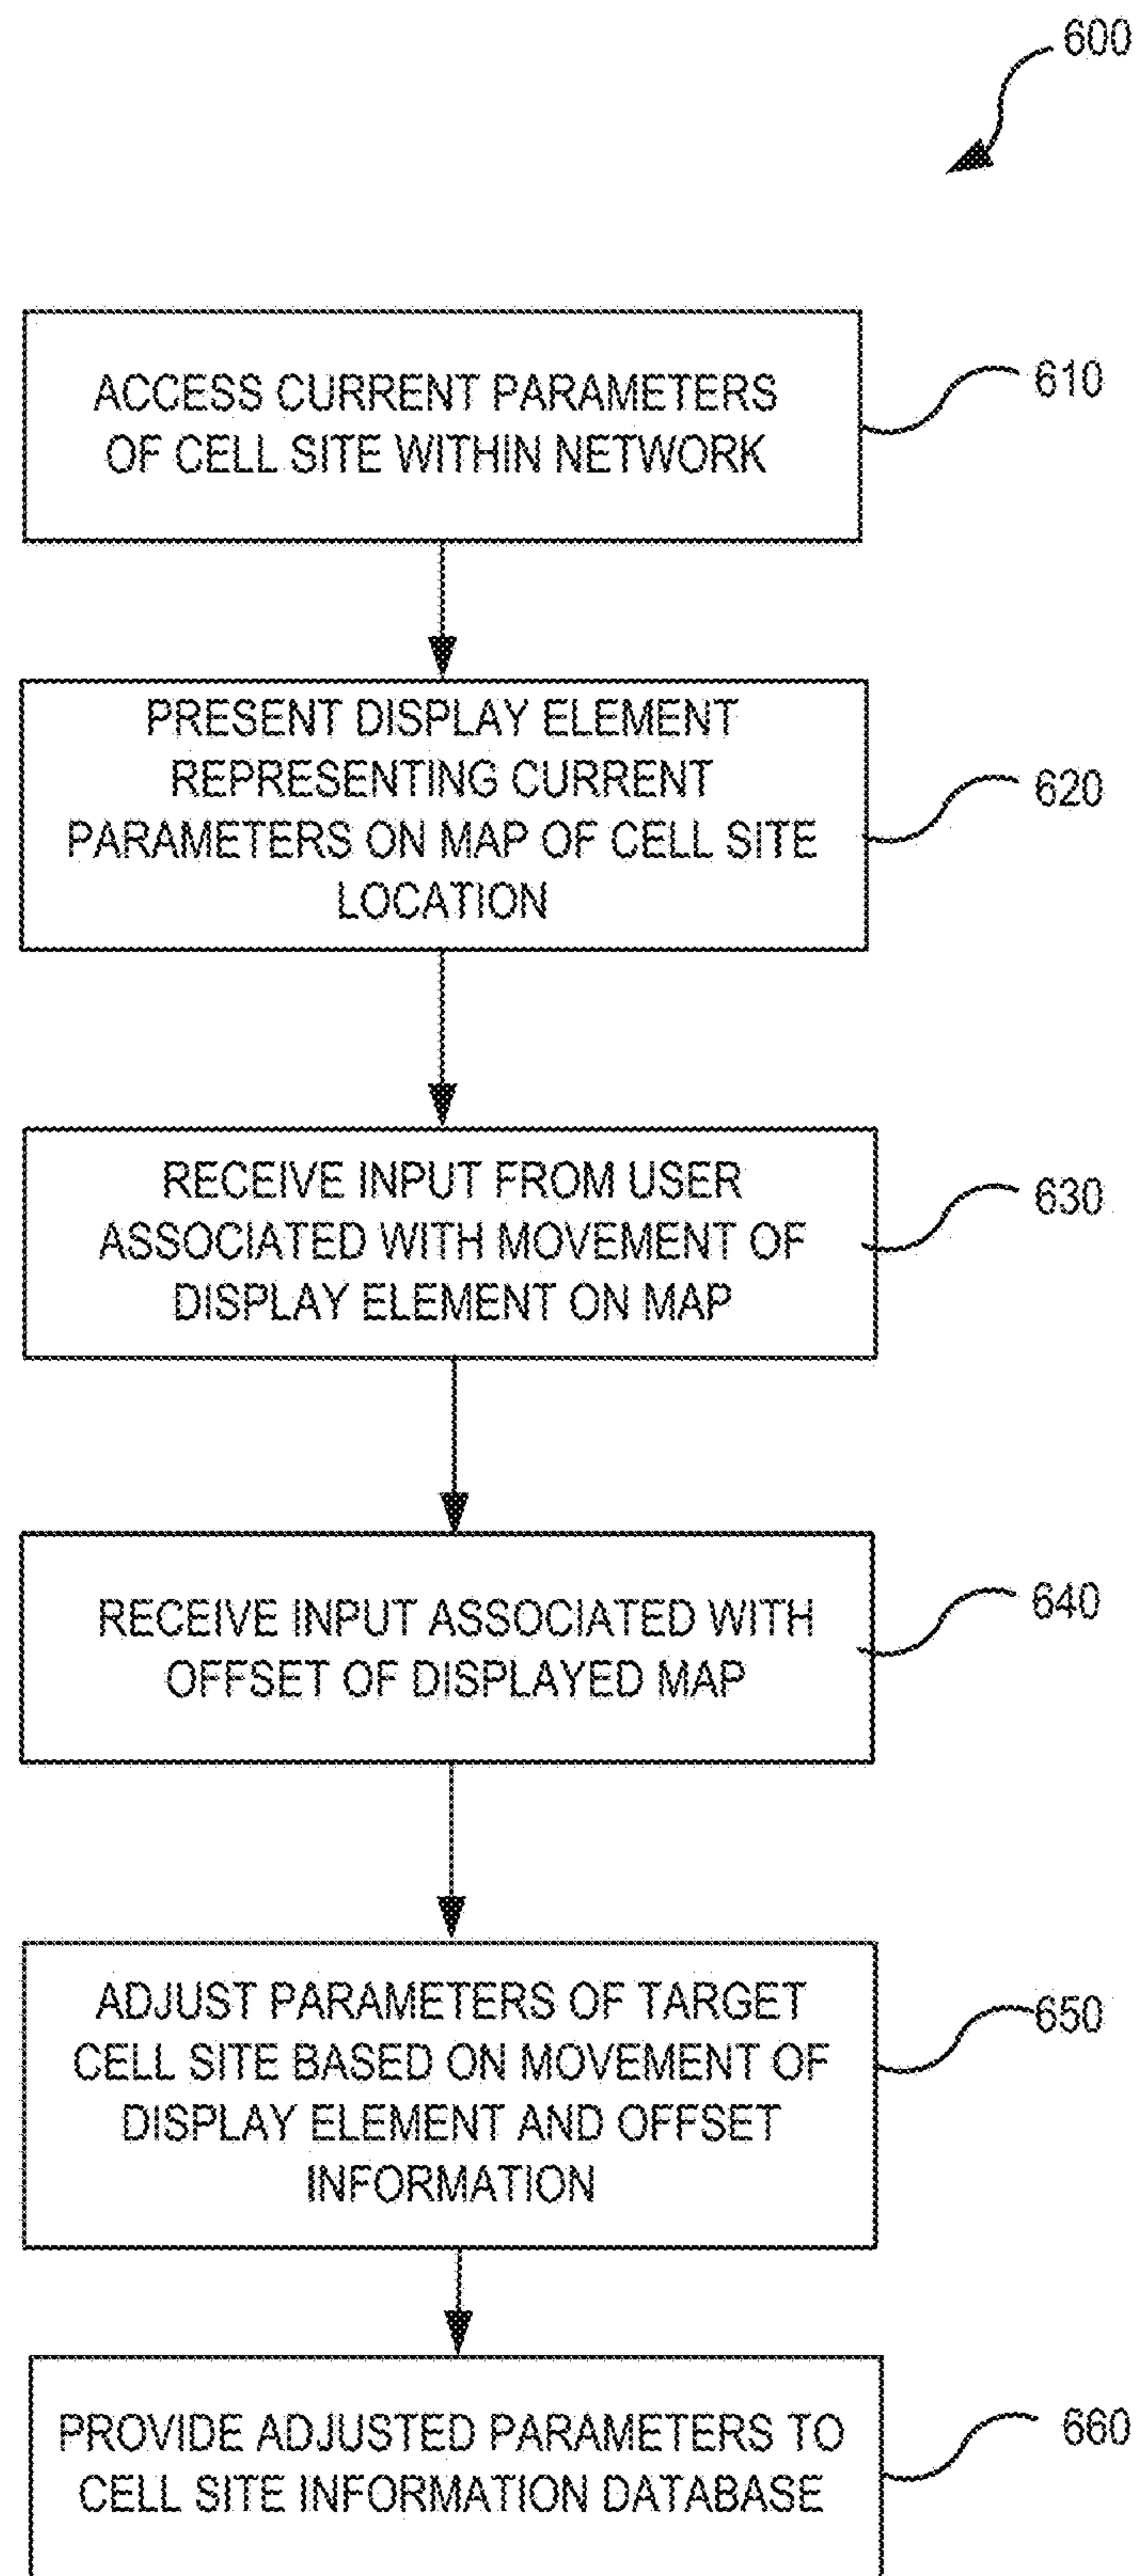 600
ACCESS CURRENT PARAMETERS
OF CELL SITE WITHIN NETWORK
610
PRESENT DISPLAY ELEMENT
REPRESENTING CURRENT
PARAMETERS ON MAP OF CELL SITE
LOCATION
620
RECEIVE INPUT FROM USER
ASSOCIATED WITH MOVEMENT OF
DISPLAY ELEMENT ON MAP
630
RECEIVE INPUT ASSOCIATED WITH
OFFSET OF DISPLAYED MAP
640
ADJUST PARAMETERS OF TARGET
CELL SITE BASED ON MOVEMENT OF
DISPLAY ELEMENT AND OFFSET
INFORMATION
650
PROVIDE ADJUSTED PARAMETERS TO
CELL SITE INFORMATION DATABASE
660